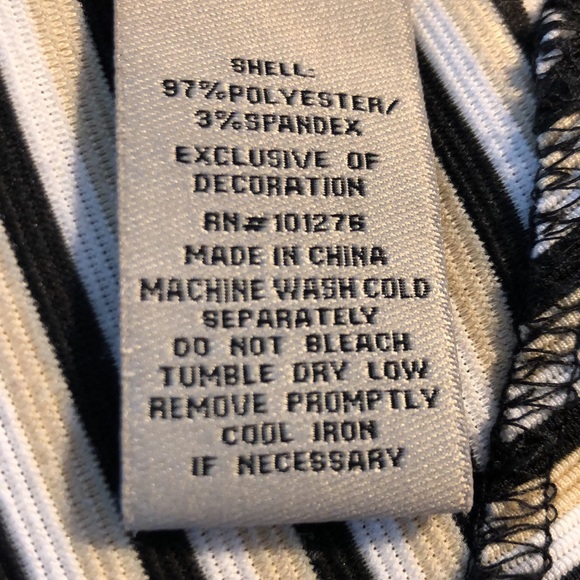 SHELL:
97%POLYESTER/
3%SPANDEX
EXCLUSIVE OF
DECORATION
RN#101276
MADE IN CHINA
MACHINE WASH COLD
SEPARATELY
DO NOT BLEACH
TUMBLE DRY LOW
REMOVE PROMPTLY
COOL IRON
IF NECESSARY